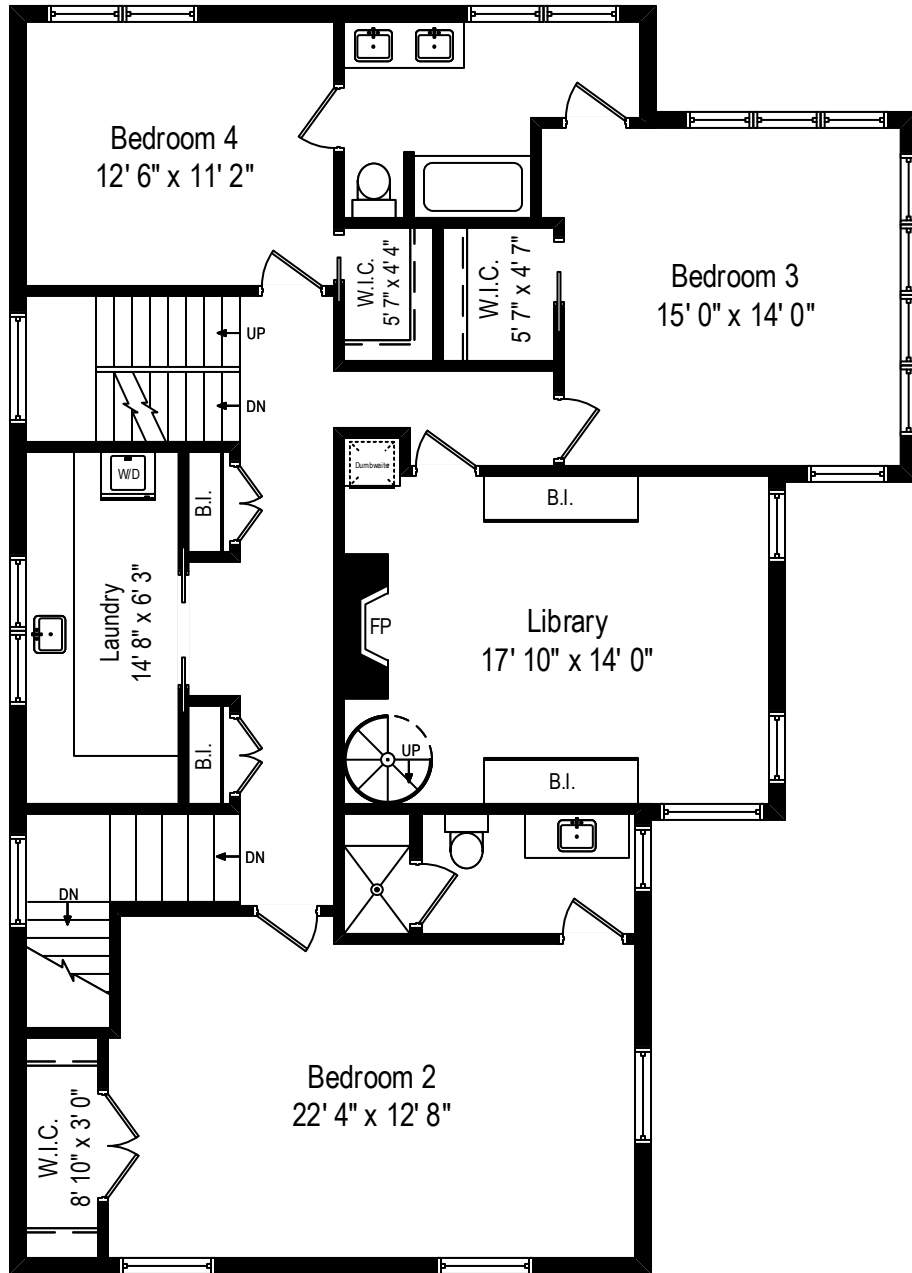 Bedroom 4
12' 6" x 11' 2"
W.I.C.
5' 7" x 4' 4"
W.I.C.
5' 7" x 4' 7"
Bedroom 3
15' 0" x 14' 0"
UP
DN
W/D
B.I.
Dumbwaiter
B.I.
Laundry
14' 8" x 6' 3"
FP
Library
17' 10" x 14' 0"
B.I.
UP
B.I.
DN
DN
Bedroom 2
22' 4" x 12' 8"
W.I.C.
8' 10" x 3' 0"